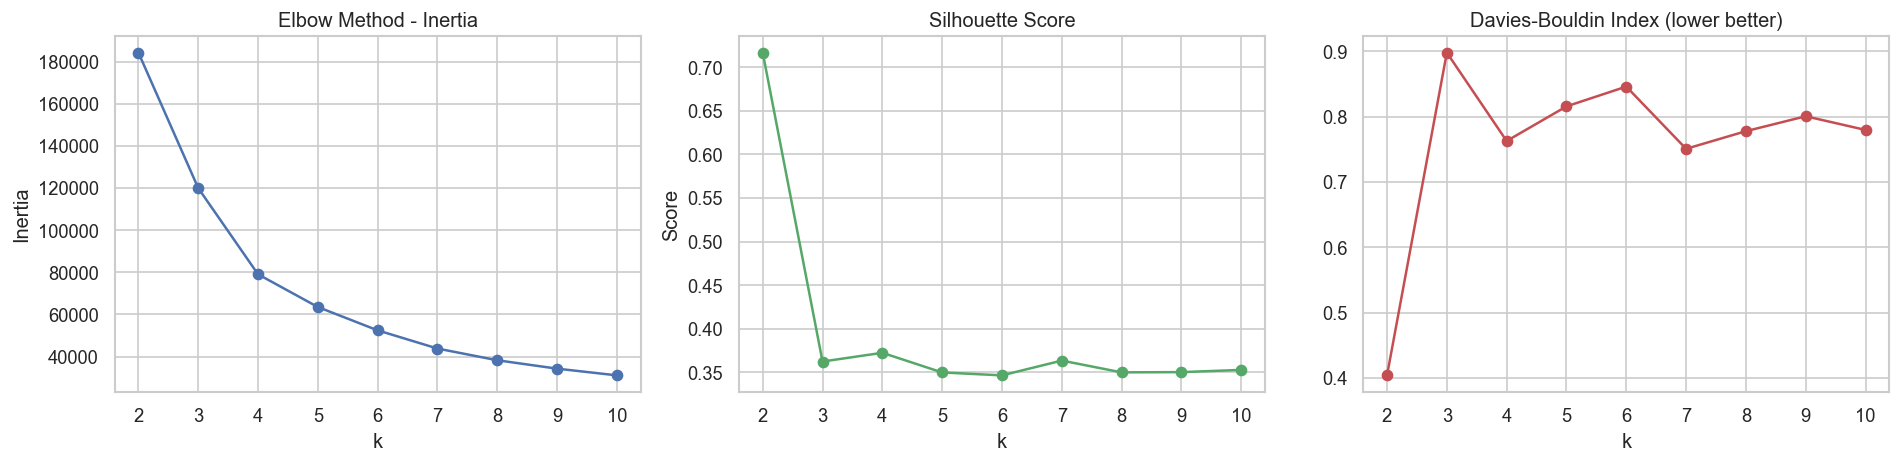 Elbow Method - Inertia
180000
160000
140000
120000
100000
80000
60000
40000
Inertia
2 3 4 5 6 7 8 9 10
k
Silhouette Score
0.70
0.65
0.60
0.55
0.50
0.45
0.40
0.35
Score
2 3 4 5 6 7 8 9 10
k
Davies-Bouldin Index (lower better)
0.9
0.8
0.7
0.6
0.5
0.4
2 3 4 5 6 7 8 9 10
k